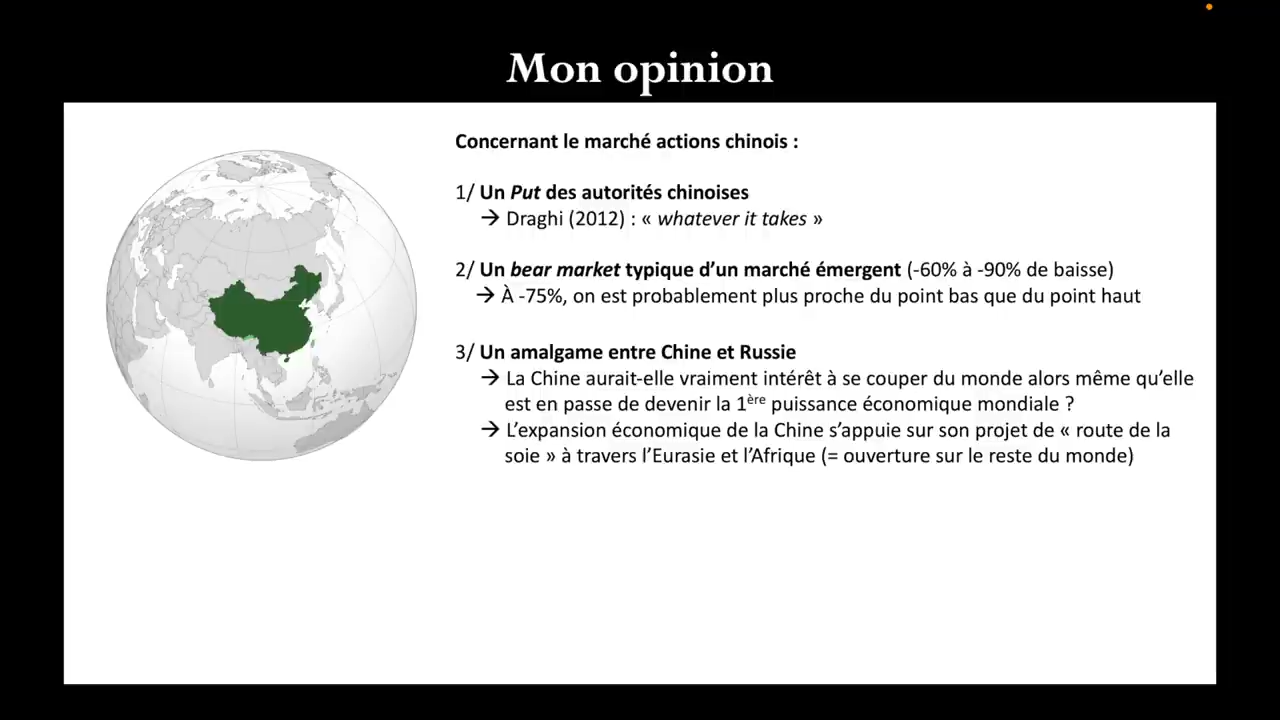 Mon opinion
Concernant le marché actions chinois :
1/ Un Put des autorités chinoises
→ Draghi (2012) : « whatever it takes »
2/ Un bear market typique d’un marché émergent (-60% à -90% de baisse)
→ À -75%, on est probablement plus proche du point bas que du point haut
3/ Un amalgame entre Chine et Russie
→ La Chine aurait-elle vraiment intérêt à se couper du monde alors même qu’elle
est en passe de devenir la 1ère puissance économique mondiale ?
→ L’expansion économique de la Chine s’appuie sur son projet de « route de la
soie » à travers l’Eurasie et l’Afrique (= ouverture sur le reste du monde)